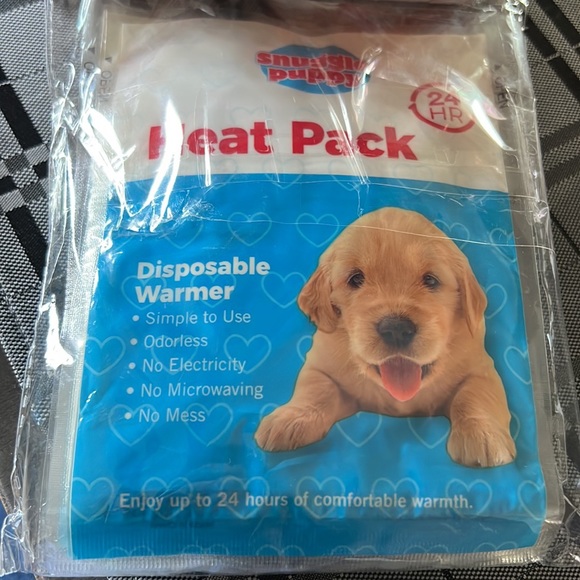 snuggle
puppy
24
HR
Heat Pack
Disposable
Warmer
• Simple to Use
• Odorless
• No Electricity
• No Microwaving
• No Mess
Enjoy up to 24 hours of comfortable warmth.